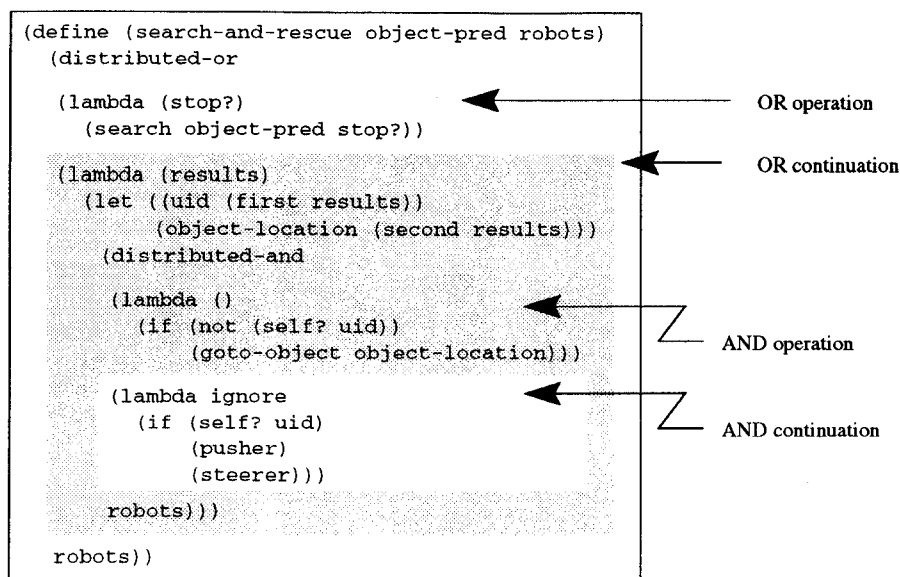 (define (search-and-rescue object-pred robots)
(distributed-or
(lambda (stop?)
(search object-pred stop?))
OR operation
OR continuation
(lambda (results)
(let ((uid (first results))
(object-location (second results)))
(distributed-and
(lambda ()
(if (not (self? uid))
(goto-object object-location)))
AND operation
(lambda ignore
(if (self? uid)
(pusher)
(steerer)))
AND continuation
robots)))
robots))